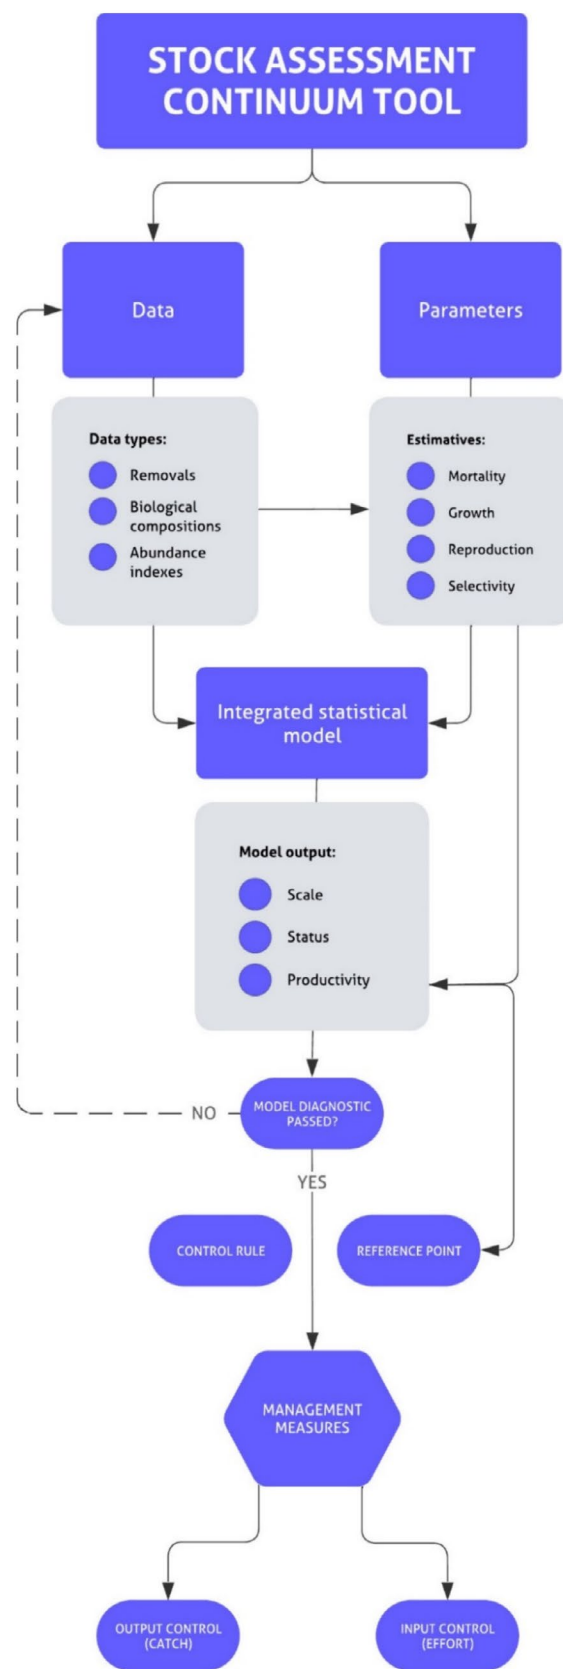 STOCK ASSESSMENT
CONTINUUM TOOL
Data
Parameters
Data types:
Removals
Biological
compositions
Abundance
indexes
Estimatives:
Mortality
Growth
Reproduction
Selectivity
Integrated statistical
model
Model output:
Scale
Status
Productivity
MODEL DIAGNOSTIC
PASSED?
NO
YES
CONTROL RULE
REFERENCE POINT
MANAGEMENT
MEASURES
OUTPUT CONTROL
(CATCH)
INPUT CONTROL
(EFFORT)